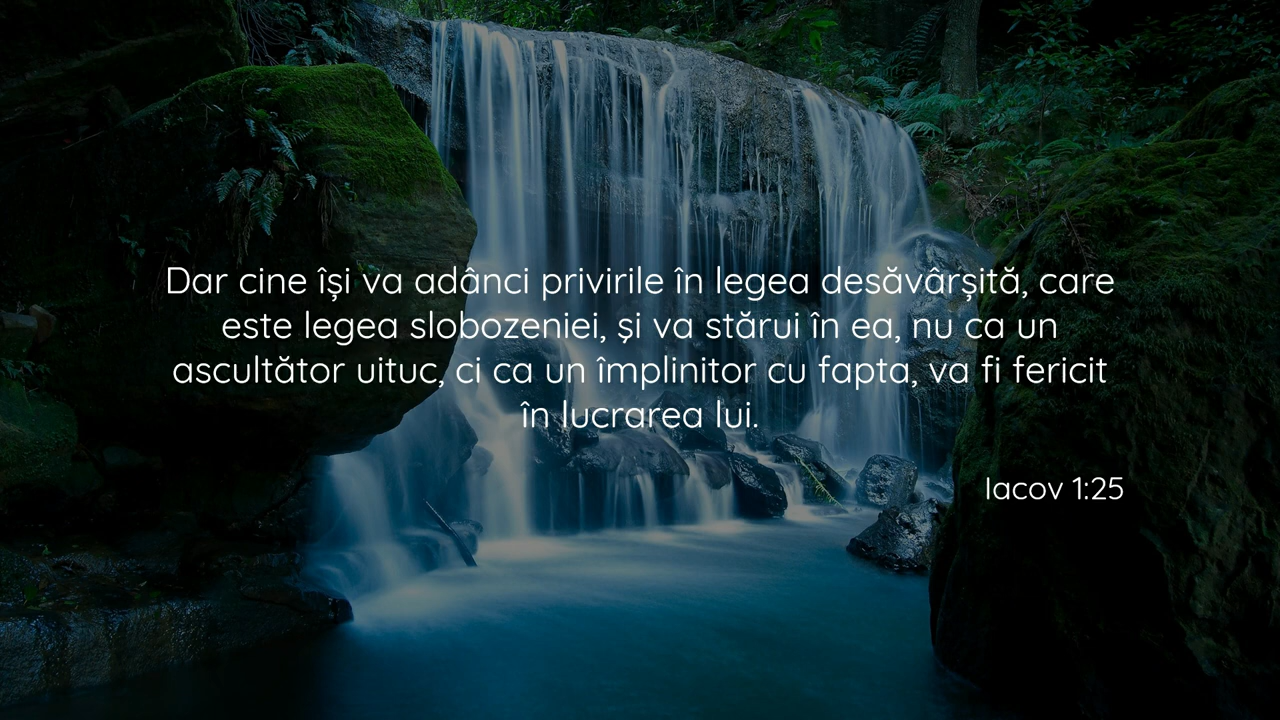 Dar cine își va adânci privirile în legea desăvârșită, care
este legea slobozeniei, și va stărui în ea, nu ca un
ascultător uituc, ci ca un împlinitor cu fapta, va fi fericit
în lucrarea lui.
Iacov 1:25